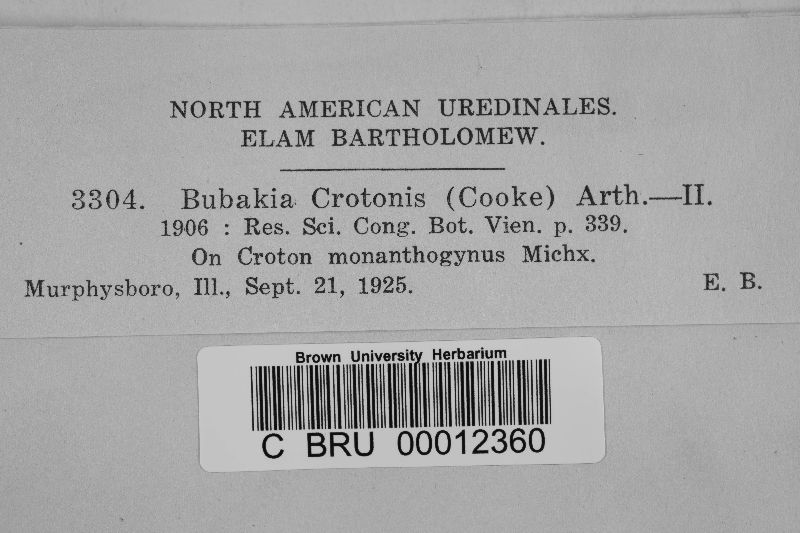 NORTH AMERICAN UREDINALES.
ELAM BARTHOLOMEW.
3304. Bubakia Crotonis (Cooke) Arth.—II.
1906 : Res. Sci. Cong. Bot. Vien. p. 339.
On Croton monanthogynus Michx.
Murphysboro, Ill., Sept. 21, 1925. E. B.
Brown University Herbarium
C BRU 00012360